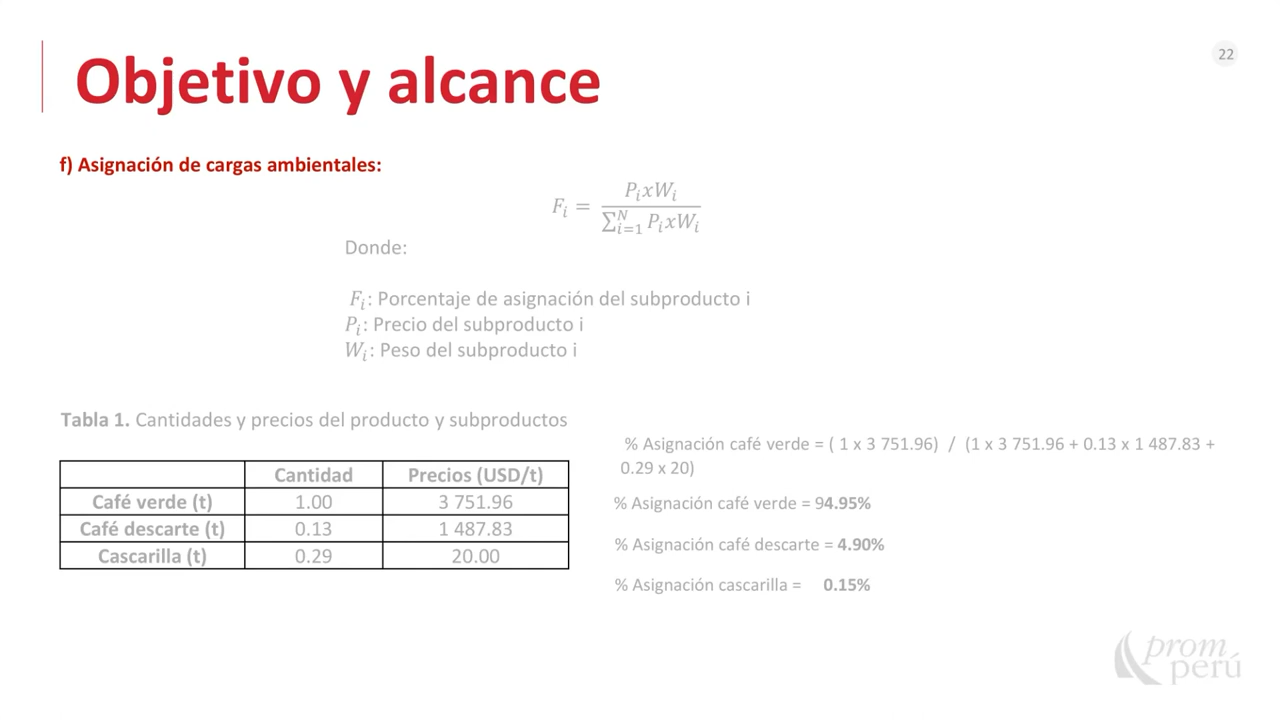 22
Objetivo y alcance
f) Asignación de cargas ambientales:
Fᵢ = PᵢxWᵢ / ∑ᵢ₌₁ᴺ PᵢxWᵢ
Donde:
Fᵢ: Porcentaje de asignación del subproducto i
Pᵢ: Precio del subproducto i
Wᵢ: Peso del subproducto i
Tabla 1. Cantidades y precios del producto y subproductos
Cantidad Precios (USD/t)
Café verde (t) 1.00 3 751.96
Café descarte (t) 0.13 1 487.83
Cascarilla (t) 0.29 20.00
% Asignación café verde = ( 1 x 3 751.96) / (1 x 3 751.96 + 0.13 x 1 487.83 +
0.29 x 20)
% Asignación café verde = 94.95%
% Asignación café descarte = 4.90%
% Asignación cascarilla = 0.15%
prom
perú